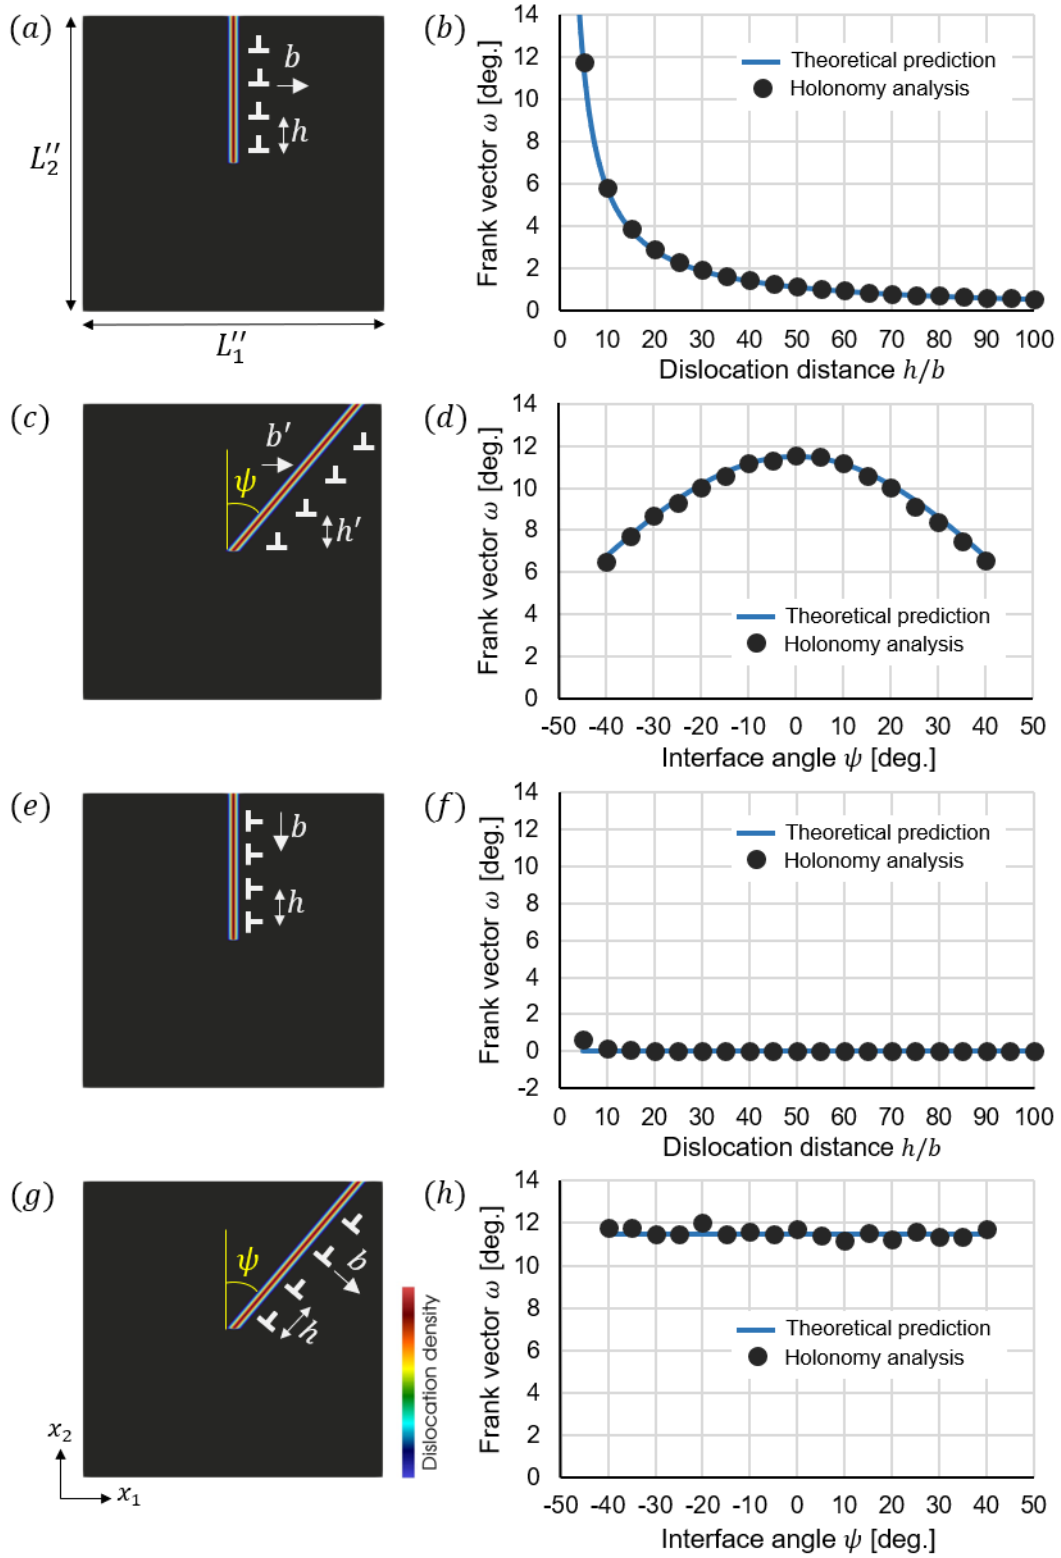 (a)
L''₂
b
h
L''₁
(b)
Frank vector ω [deg.]
14
12
10
8
6
4
2
0
Theoretical prediction
Holonomy analysis
0 10 20 30 40 50 60 70 80 90 100
Dislocation distance h/b
(c)
b′
ψ
h′
(d)
Frank vector ω [deg.]
14
12
10
8
6
4
2
0
Theoretical prediction
Holonomy analysis
-50 -40 -30 -20 -10 0 10 20 30 40 50
Interface angle ψ [deg.]
(e)
b
h
(f)
Frank vector ω [deg.]
14
12
10
8
6
4
2
0
-2
Theoretical prediction
Holonomy analysis
0 10 20 30 40 50 60 70 80 90 100
Dislocation distance h/b
(g)
ψ
b
h
Dislocation density
x₂
x₁
(h)
Frank vector ω [deg.]
14
12
10
8
6
4
2
0
Theoretical prediction
Holonomy analysis
-50 -40 -30 -20 -10 0 10 20 30 40 50
Interface angle ψ [deg.]